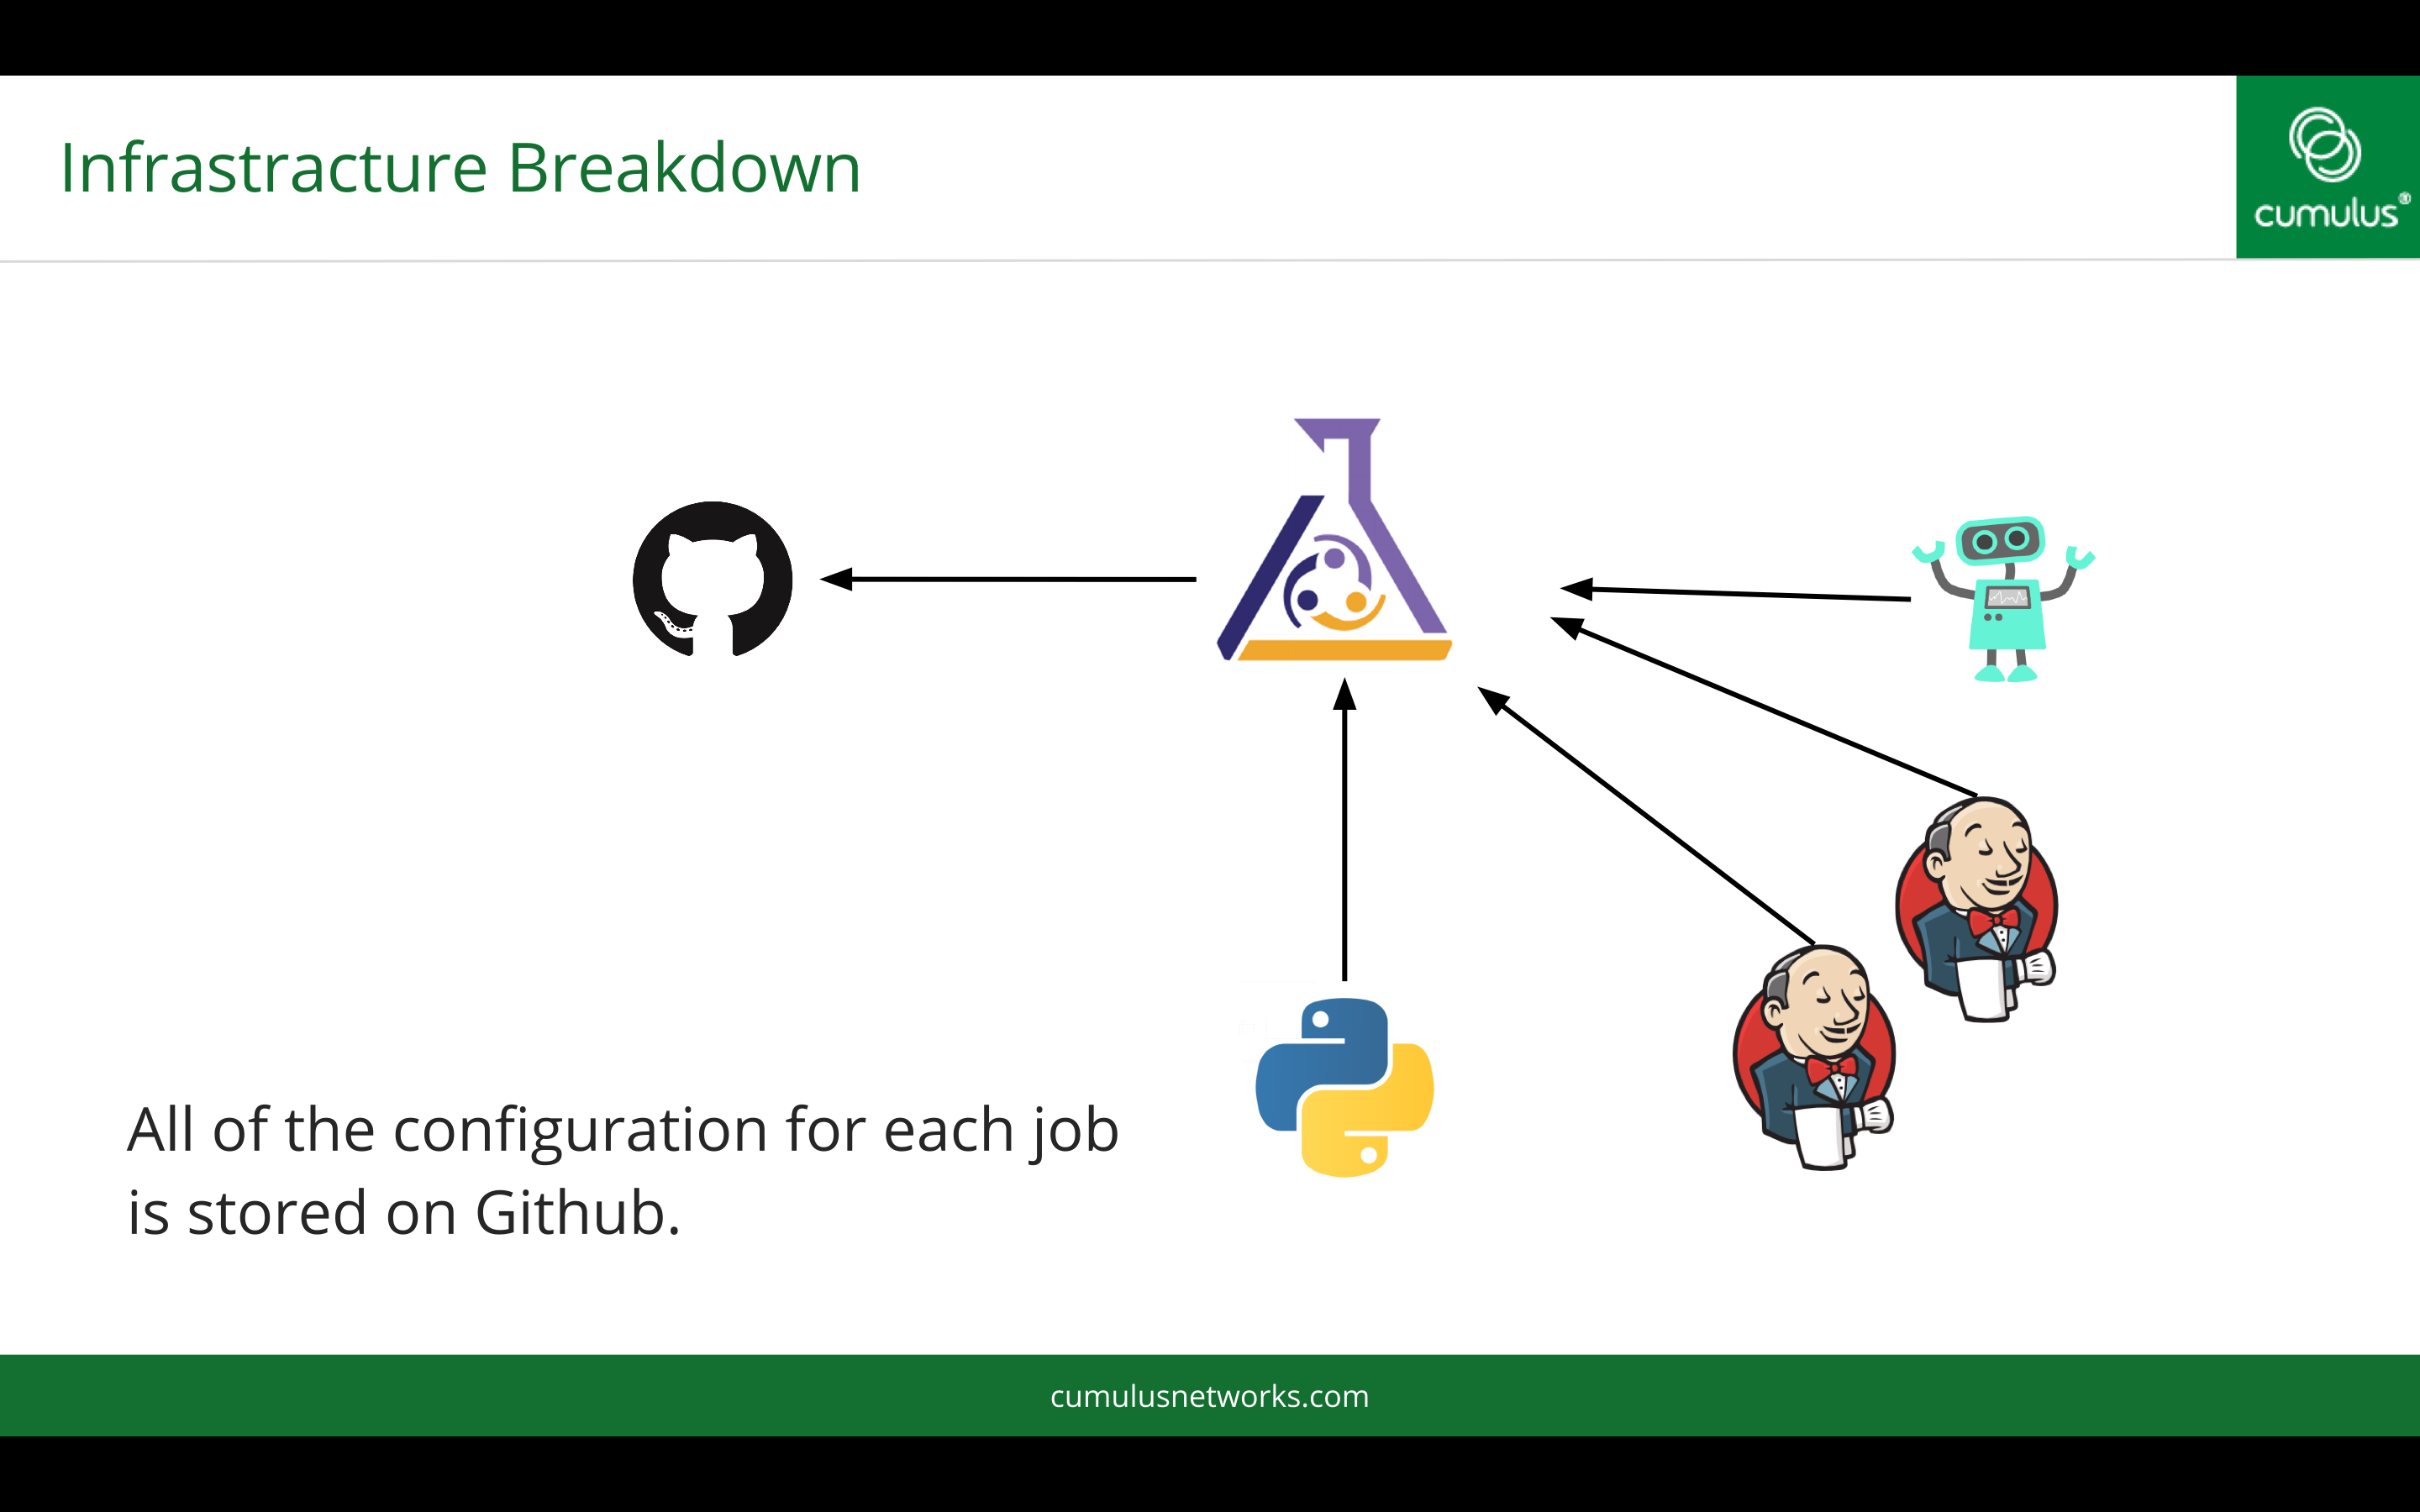 Infrastracture Breakdown
cumulus®
All of the configuration for each job
is stored on Github.
cumulusnetworks.com